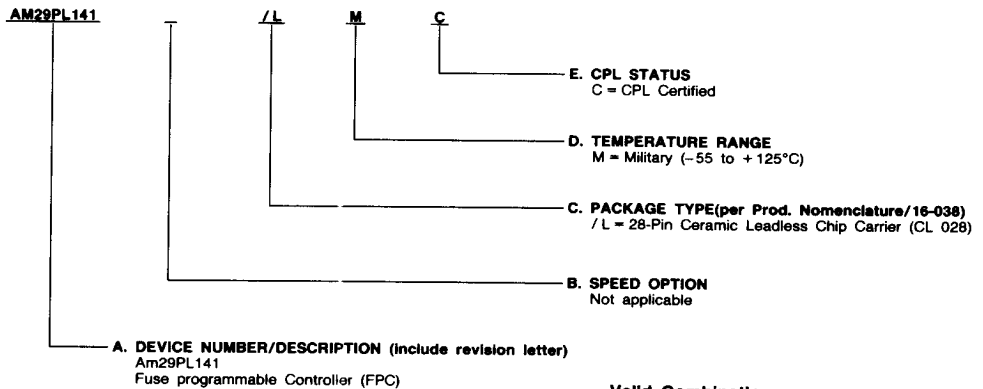 AM29PL141 - /L M C
E. CPL STATUS
C = CPL Certified
D. TEMPERATURE RANGE
M = Military (-55 to +125°C)
C. PACKAGE TYPE(per Prod. Nomenclature/16-038)
/L = 28-Pin Ceramic Leadless Chip Carrier (CL 028)
B. SPEED OPTION
Not applicable
A. DEVICE NUMBER/DESCRIPTION (include revision letter)
Am29PL141
Fuse programmable Controller (FPC)